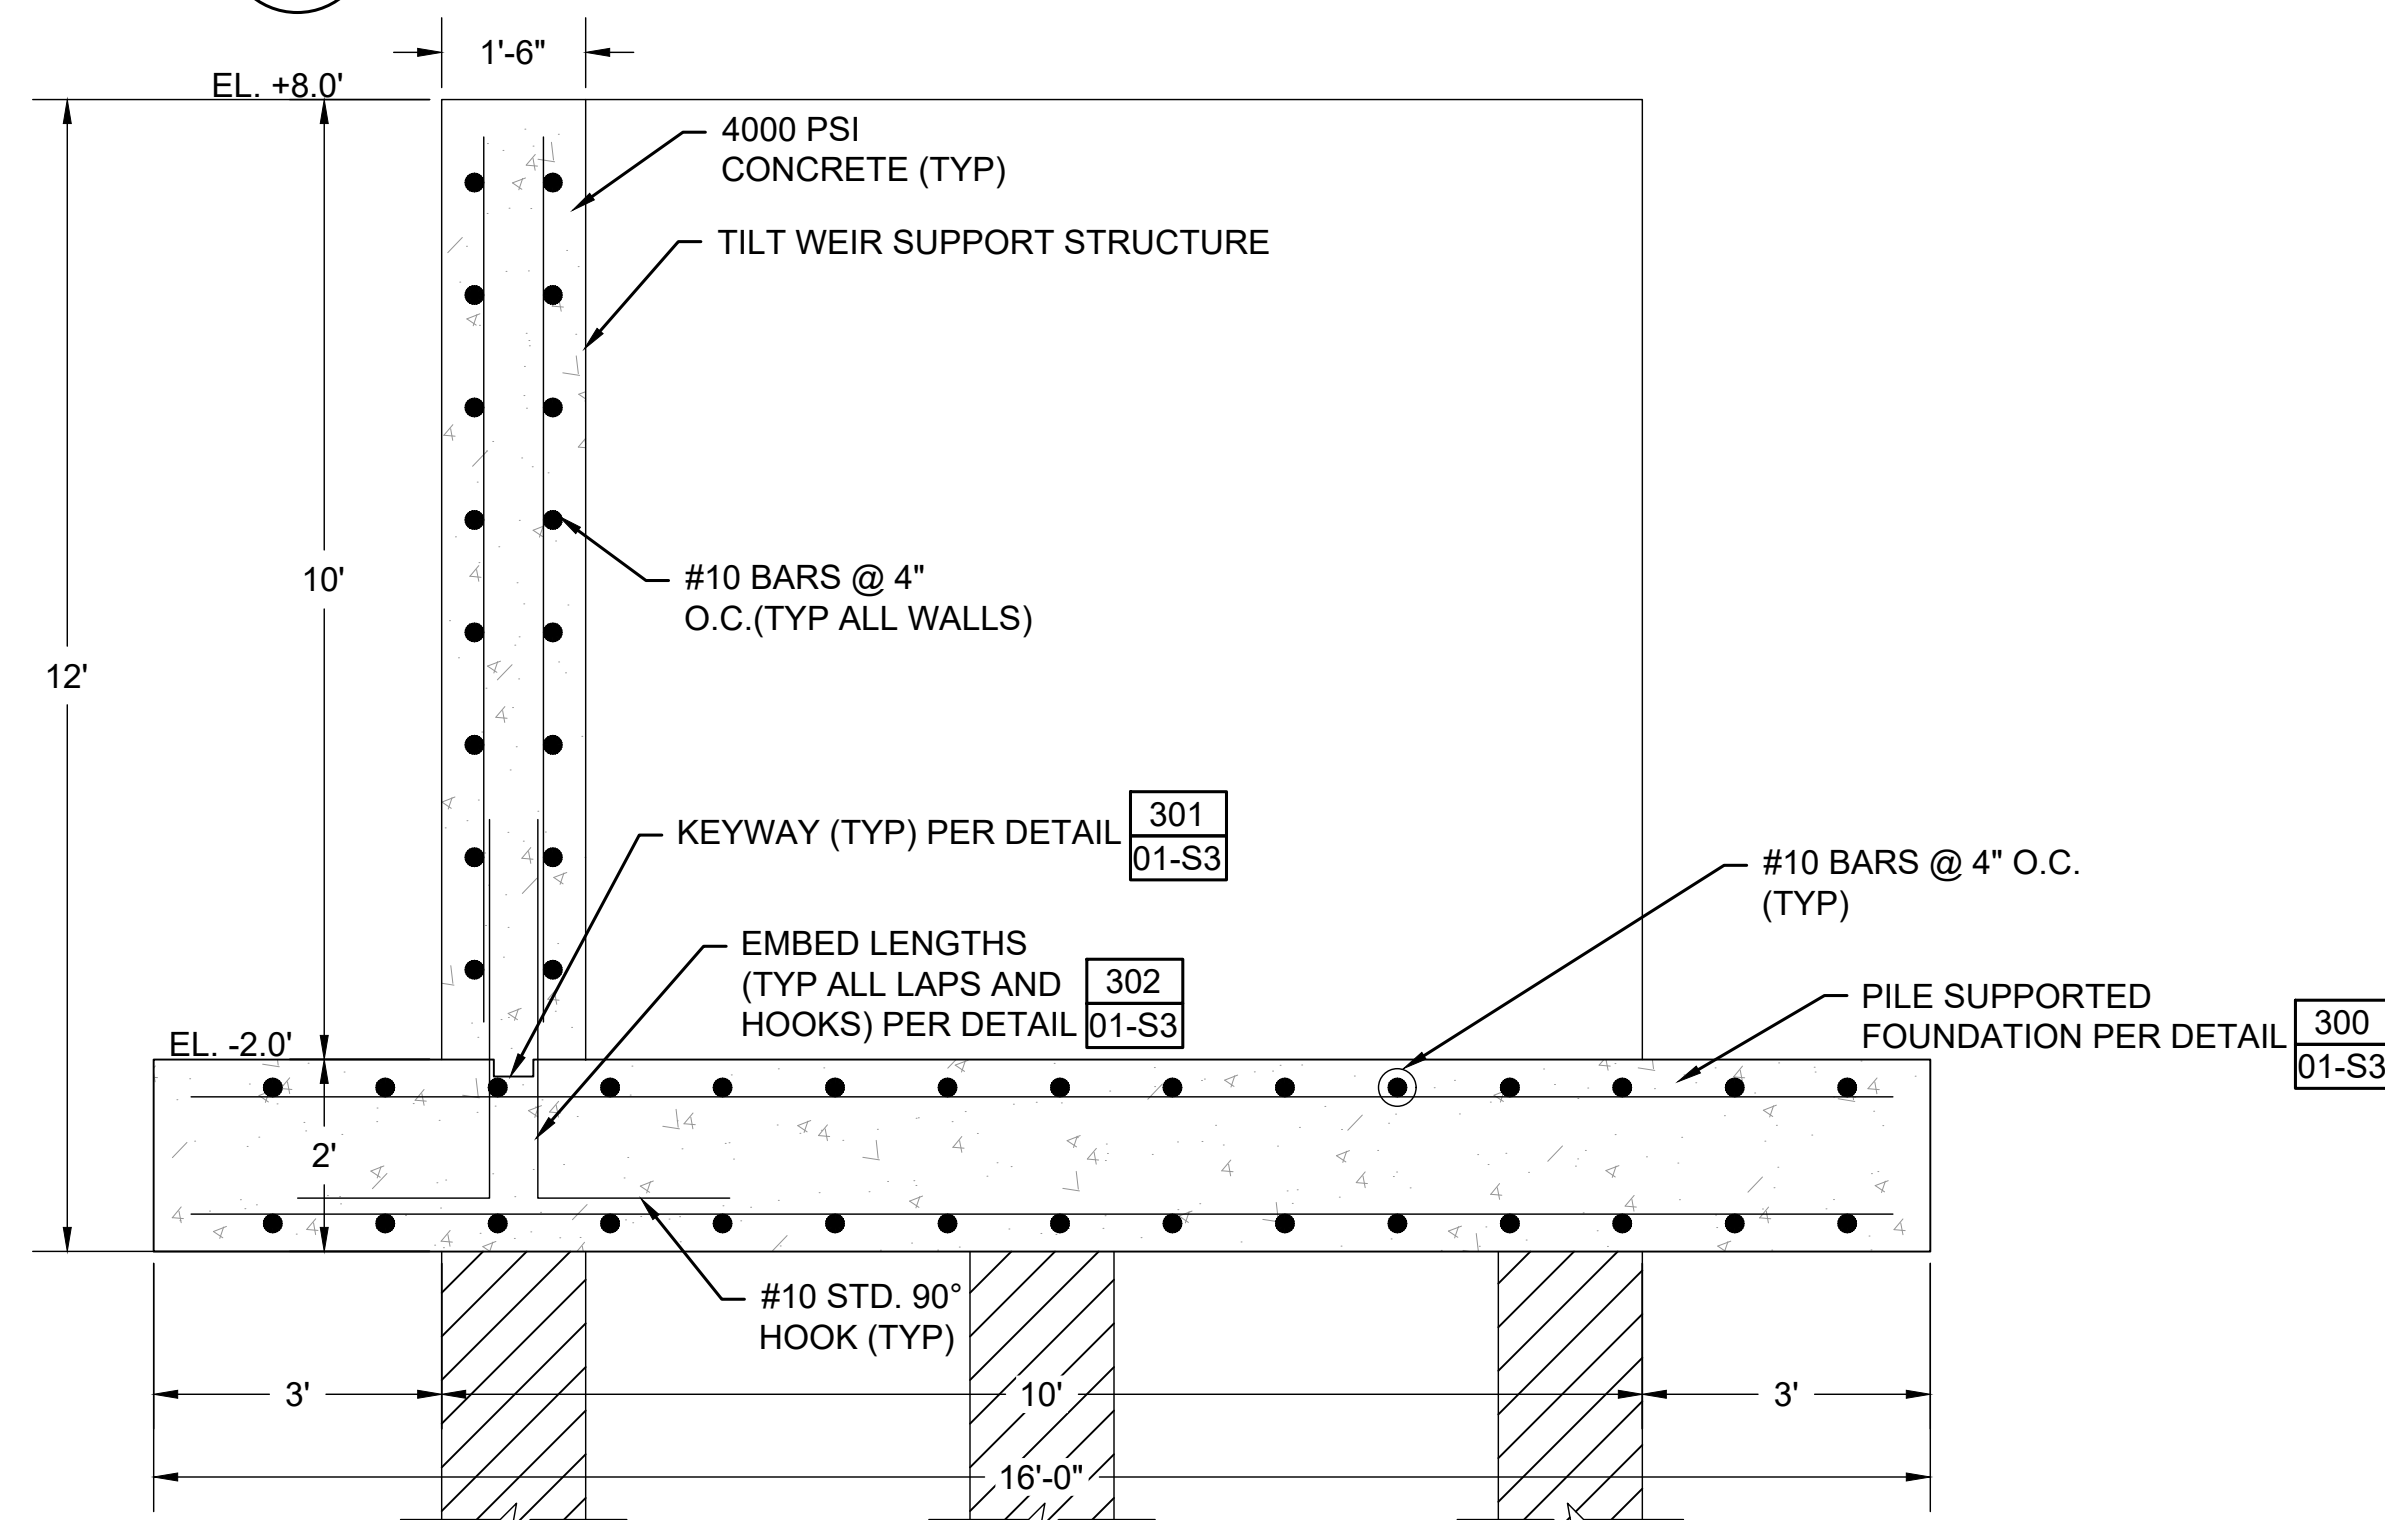 1'-6"
EL. +8.0'
4000 PSI
CONCRETE (TYP)
TILT WEIR SUPPORT STRUCTURE
#10 BARS @ 4"
O.C.(TYP ALL WALLS)
10'
12'
KEYWAY (TYP) PER DETAIL
301
01-S3
#10 BARS @ 4" O.C.
(TYP)
EMBED LENGTHS
(TYP ALL LAPS AND
HOOKS) PER DETAIL
302
01-S3
PILE SUPPORTED
FOUNDATION PER DETAIL
300
01-S3
EL. -2.0'
2'
#10 STD. 90°
HOOK (TYP)
3'
10'
3'
16'-0"